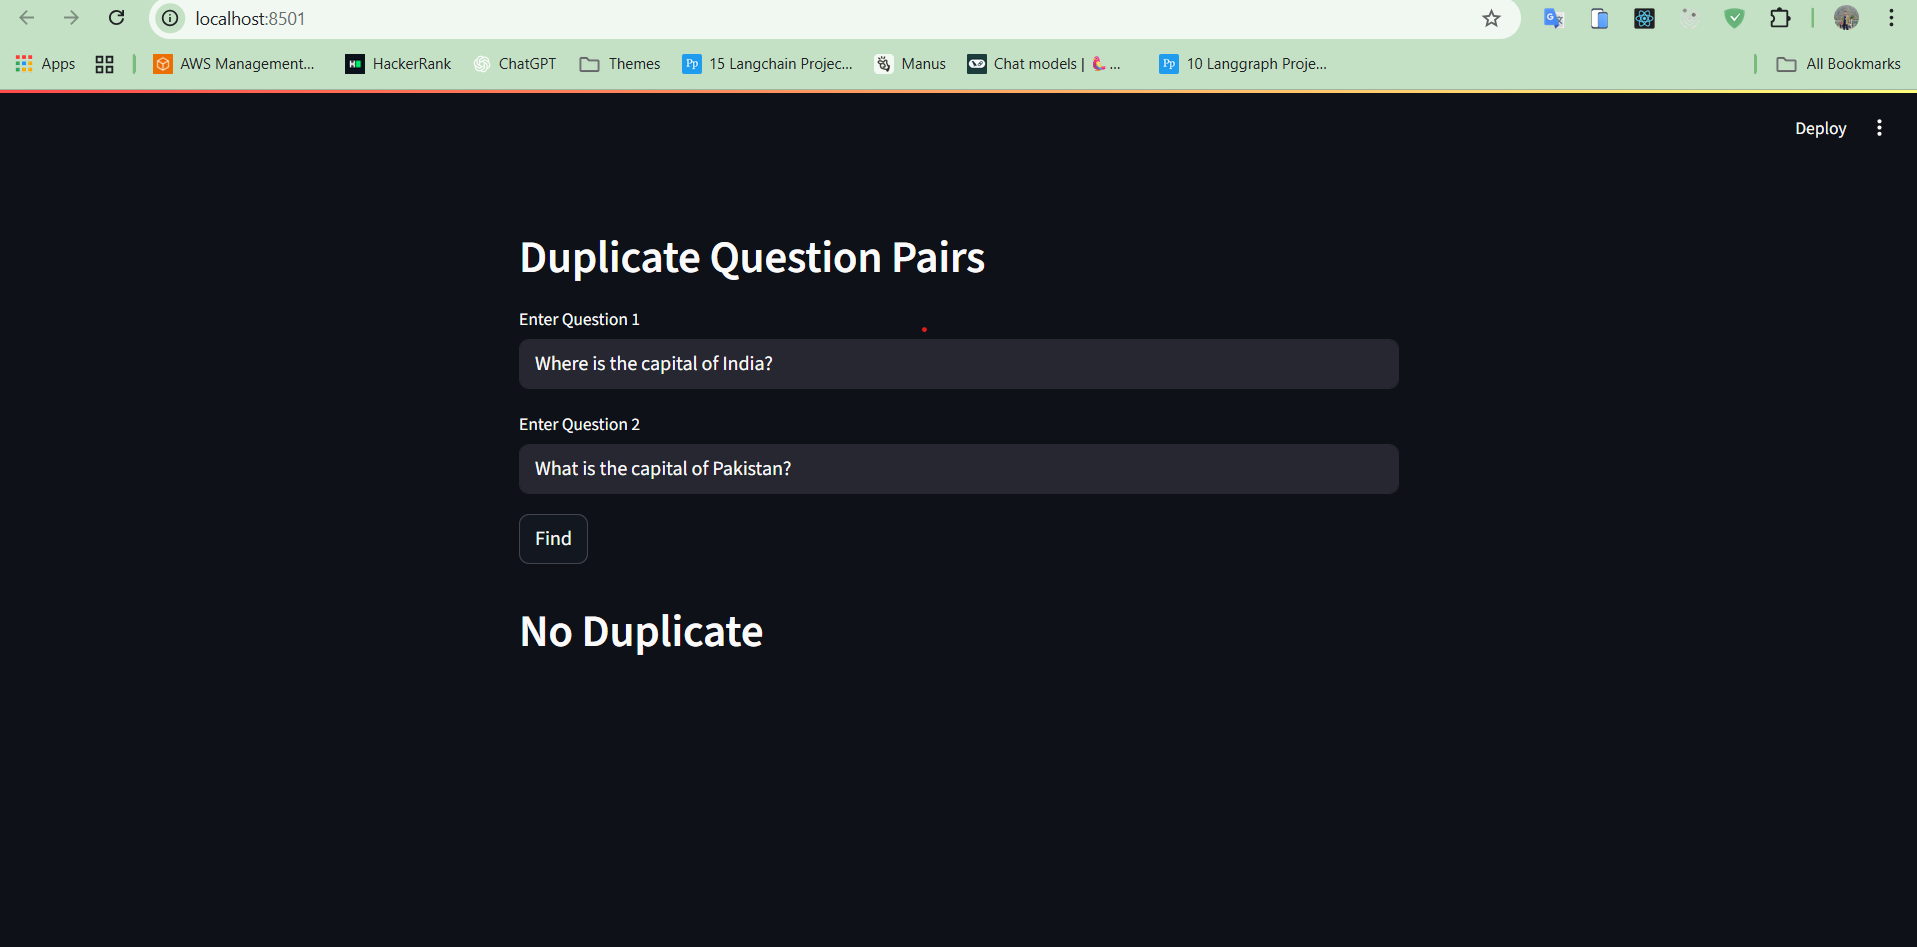 localhost:8501
Apps AWS Management... HackerRank ChatGPT Themes Pp 15 Langchain Projec... Manus Chat models | ... Pp 10 Langgraph Proje... All Bookmarks
Deploy
Duplicate Question Pairs
Enter Question 1
Where is the capital of India?
Enter Question 2
What is the capital of Pakistan?
Find
No Duplicate